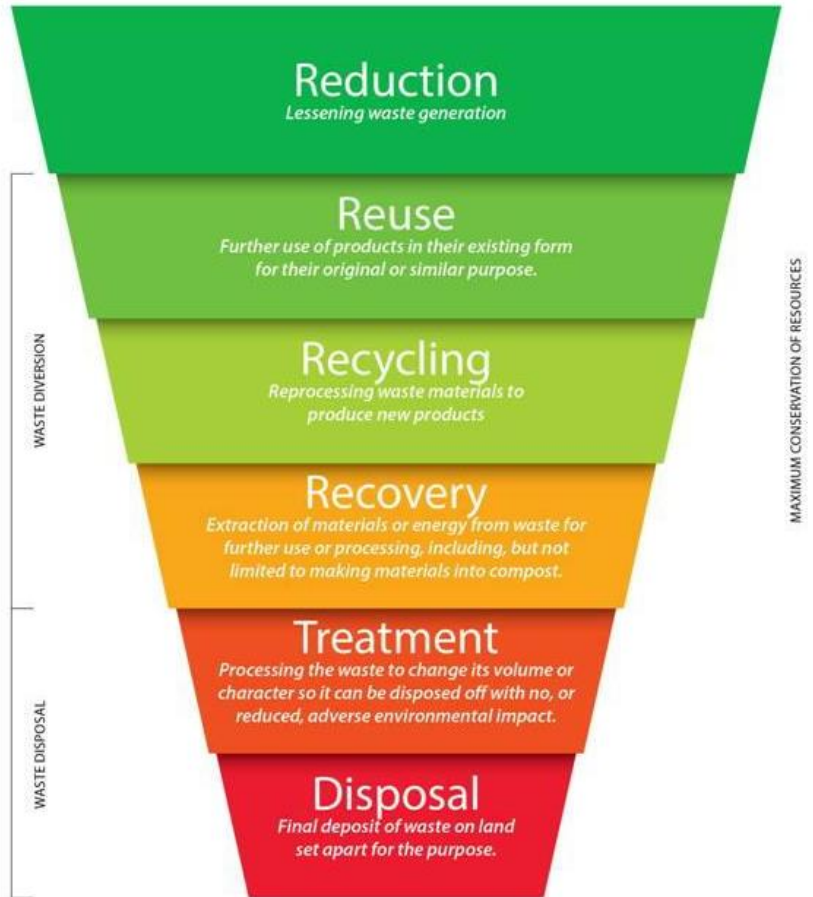 Reduction
Lessening waste generation
Reuse
Further use of products in their existing form
for their original or similar purpose.
Recycling
Reprocessing waste materials to
produce new products
Recovery
Extraction of materials or energy from waste for
further use or processing, including, but not
limited to making materials into compost.
Treatment
Processing the waste to change its volume or
character so it can be disposed off with no, or
reduced, adverse environmental impact.
Disposal
Final deposit of waste on land
set apart for the purpose.
WASTE DIVERSION
WASTE DISPOSAL
MAXIMUM CONSERVATION OF RESOURCES